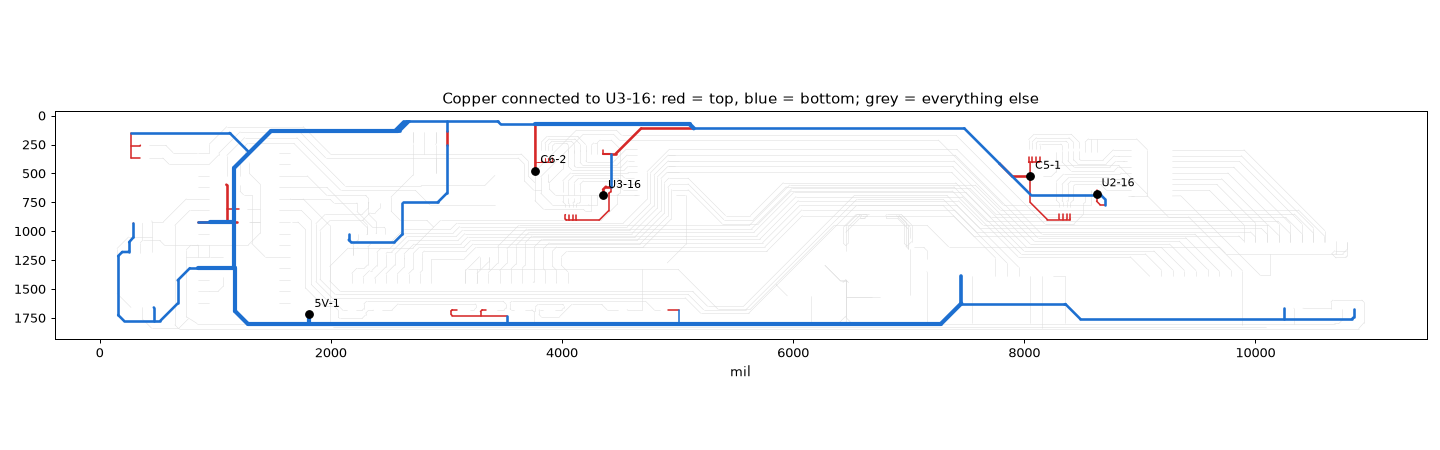 Copper connected to U3-16: red = top, blue = bottom; grey = everything else
0
250
500
750
1000
1250
1500
1750
C6-2
U3-16
C5-1
U2-16
5V-1
0 2000 4000 6000 8000 10000
mil